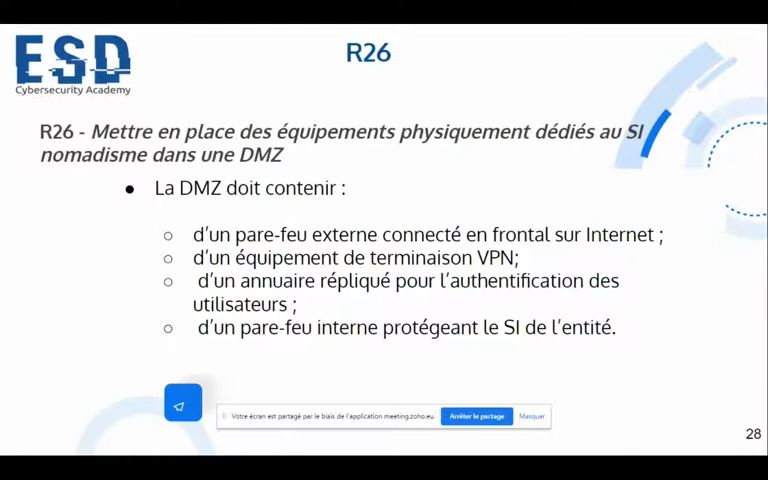 ESD
Cybersecurity Academy
R26
R26 - Mettre en place des équipements physiquement dédiés au SI
nomadisme dans une DMZ
● La DMZ doit contenir :
○ d’un pare-feu externe connecté en frontal sur Internet ;
○ d’un équipement de terminaison VPN;
○ d’un annuaire répliqué pour l’authentification des
utilisateurs ;
○ d’un pare-feu interne protégeant le SI de l’entité.
Votre écran est partagé par le biais de l'application meeting.zoho.eu. Arrêter le partage Masquer
28